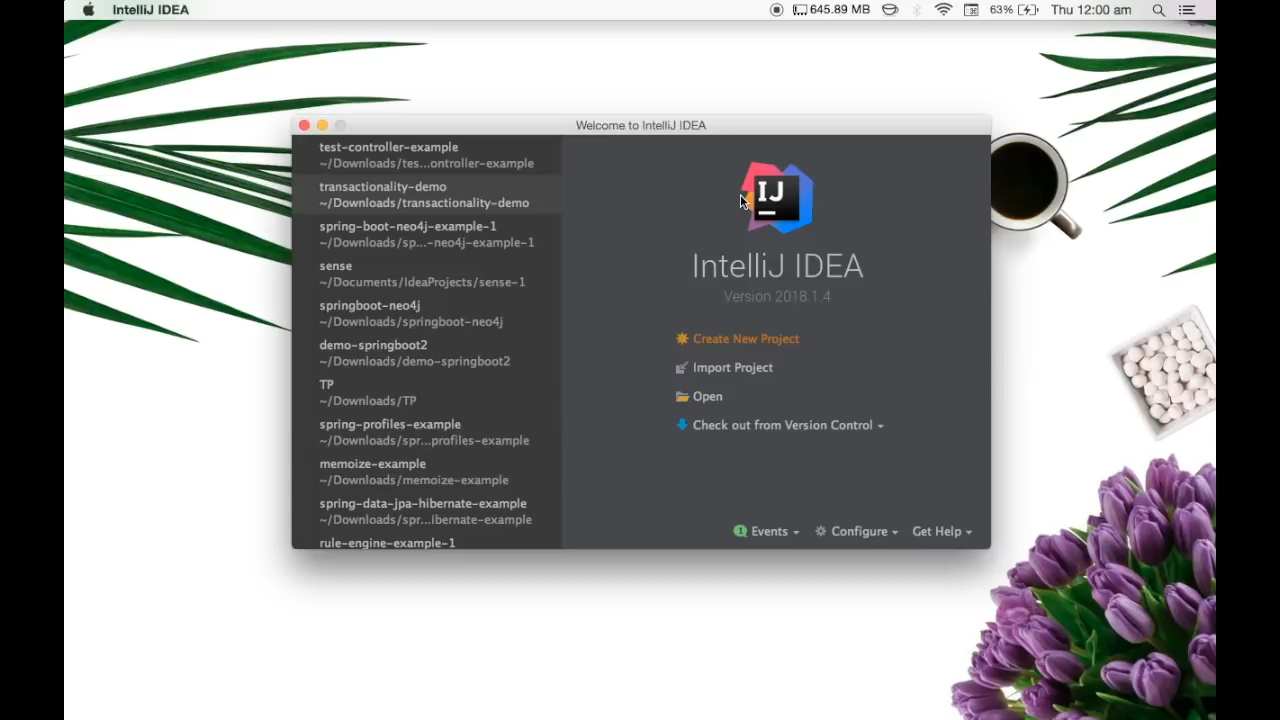 IntelliJ IDEA
645.89 MB
63%
Thu 12:00 am
Welcome to IntelliJ IDEA
test-controller-example
~/Downloads/tes...ontroller-example
transactionality-demo
~/Downloads/transactionality-demo
spring-boot-neo4j-example-1
~/Downloads/sp...-neo4j-example-1
sense
~/Documents/IdeaProjects/sense-1
springboot-neo4j
~/Downloads/springboot-neo4j
demo-springboot2
~/Downloads/demo-springboot2
TP
~/Downloads/TP
spring-profiles-example
~/Downloads/spr...profiles-example
memoize-example
~/Downloads/memoize-example
spring-data-jpa-hibernate-example
~/Downloads/spr...ibernate-example
rule-engine-example-1
IJ
IntelliJ IDEA
Version 2018.1.4
Create New Project
Import Project
Open
Check out from Version Control
1 Events
Configure
Get Help